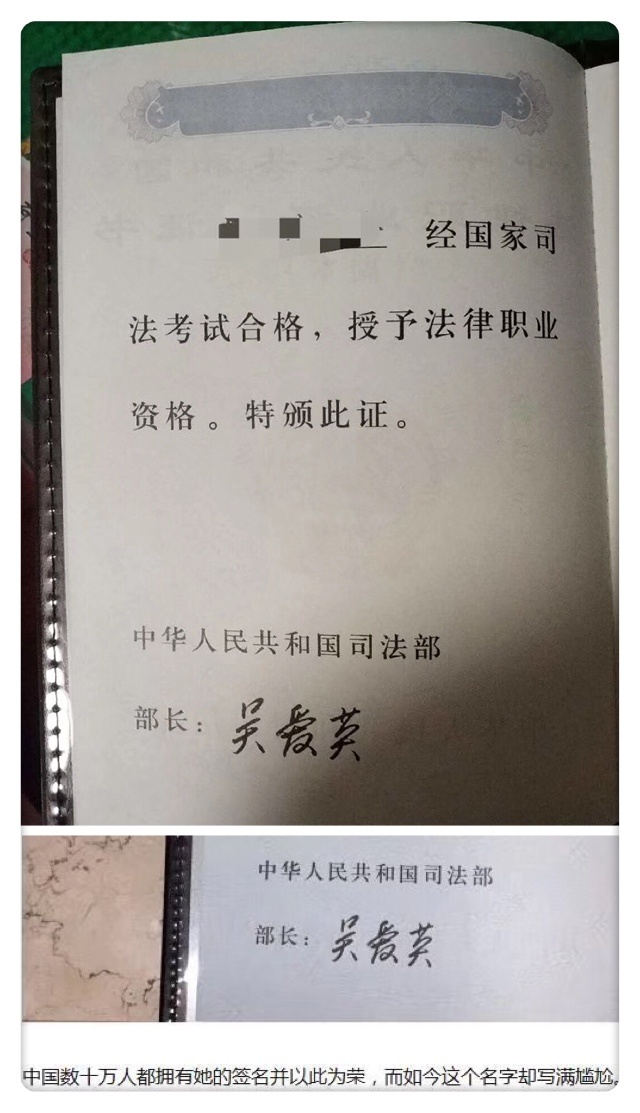 经国家司
法考试合格，授予法律职业
资格。特颁此证。
中华人民共和国司法部
部长：吴爱英
中华人民共和国司法部
部长：吴爱英
中国数十万人都拥有她的签名并以此为荣，而如今这个名字却写满尴尬。